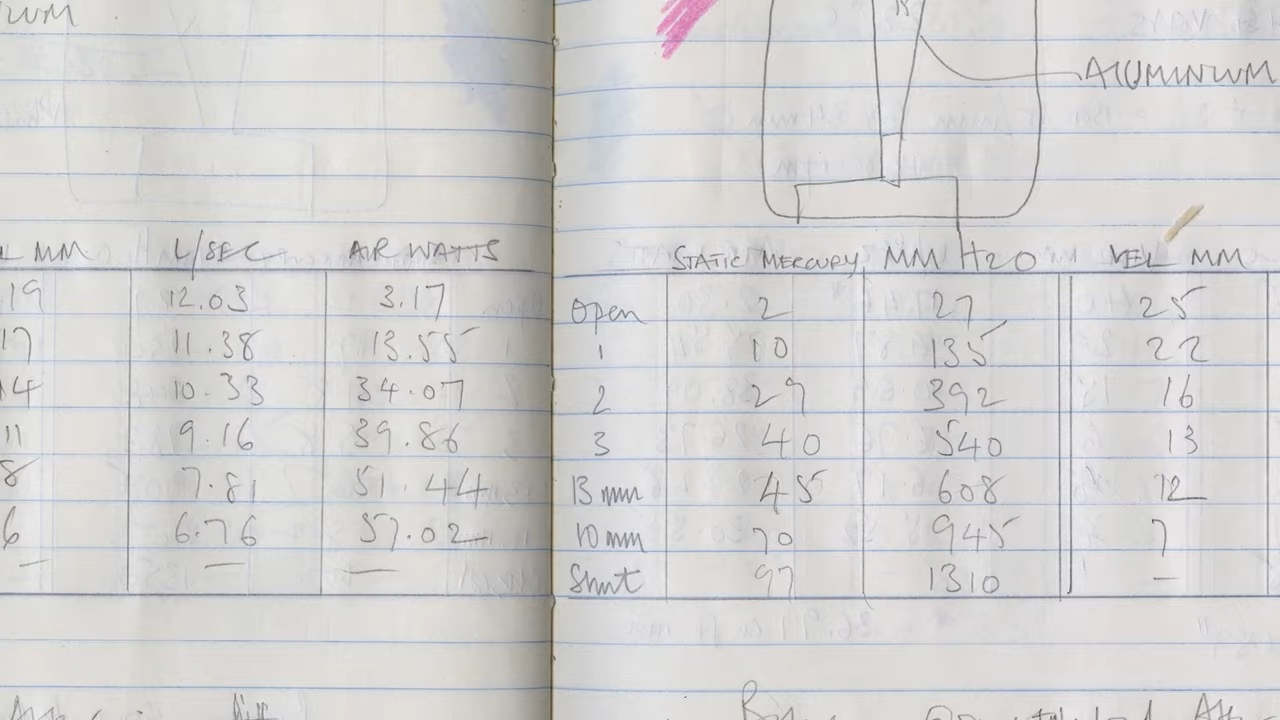 L MM L/SEC AIR WATTS
19 12.03 3.17
17 11.38 13.55
14 10.33 34.07
11 9.16 39.86
8 7.81 51.44
6 6.76 57.02
— — —
ALUMINIUM
STATIC MERCURY MM H2O VEL MM
Open 2 27 25
1 10 135 22
2 29 392 16
3 40 540 13
13 mm 45 608 12
10 mm 70 945 7
Shut 97 1310 —